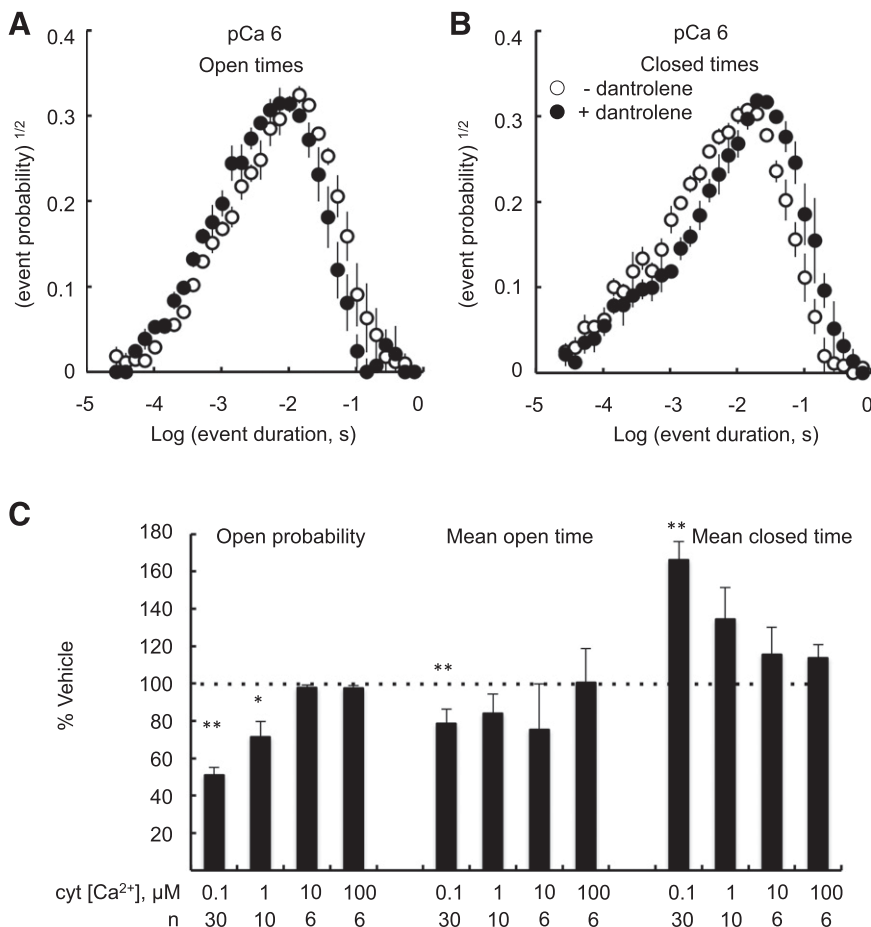 A
pCa 6
Open times
0.4
0.3
0.2
0.1
0
(event probability) 1/2
-5 -4 -3 -2 -1 0
Log (event duration, s)
B
pCa 6
Closed times
- dantrolene
+ dantrolene
0.4
0.3
0.2
0.1
0
(event probability) 1/2
-5 -4 -3 -2 -1 0
Log (event duration, s)
C
Open probability Mean open time Mean closed time
180
160
140
120
100
80
60
40
20
% Vehicle
** * ** **
cyt [Ca2+], µM 0.1 1 10 100 0.1 1 10 100 0.1 1 10 100
n 30 10 6 6 30 10 6 6 30 10 6 6